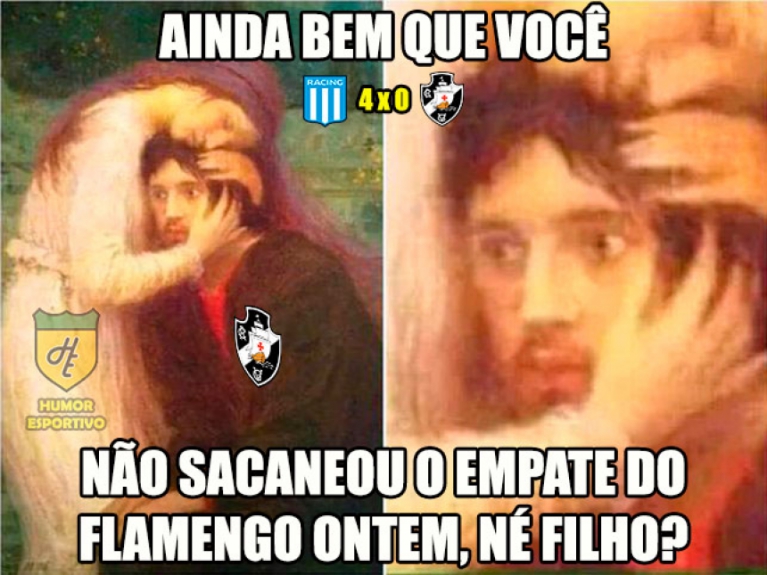 AINDA BEM QUE VOCÊ
RACING
4 x 0
HE
HUMOR
ESPORTIVO
NÃO SACANEOU O EMPATE DO
FLAMENGO ONTEM, NÉ FILHO?